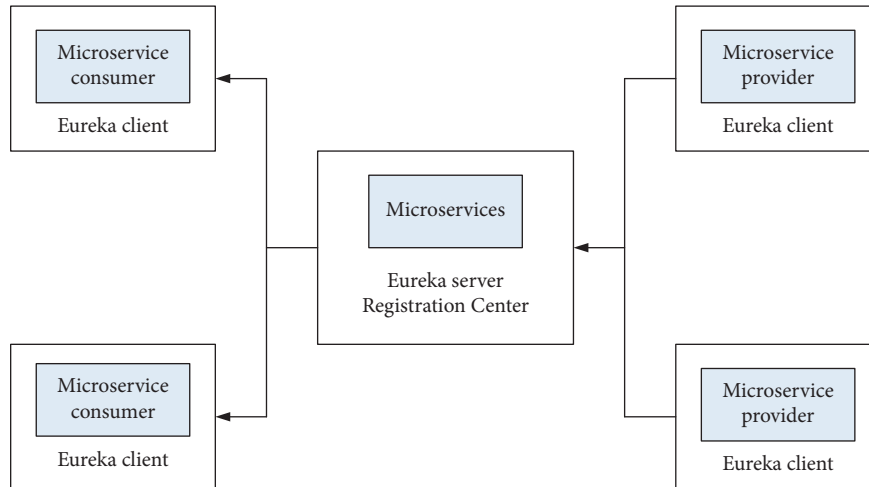 Microservice
consumer
Eureka client
Microservice
provider
Eureka client
Microservices
Eureka server
Registration Center
Microservice
consumer
Eureka client
Microservice
provider
Eureka client